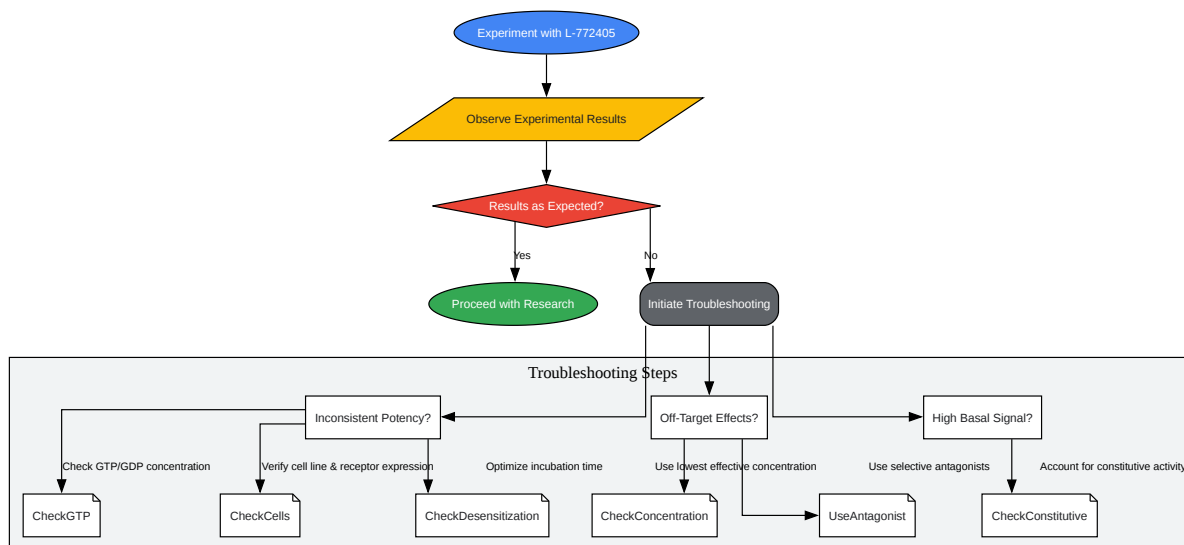 Experiment with L-772405
Observe Experimental Results
Results as Expected?
Yes
No
Proceed with Research
Initiate Troubleshooting
Troubleshooting Steps
Inconsistent Potency?
Off-Target Effects?
High Basal Signal?
Check GTP/GDP concentration
Verify cell line & receptor expression
Optimize incubation time
Use lowest effective concentration
Use selective antagonists
Account for constitutive activity
CheckGTP
CheckCells
CheckDesensitization
CheckConcentration
UseAntagonist
CheckConstitutive